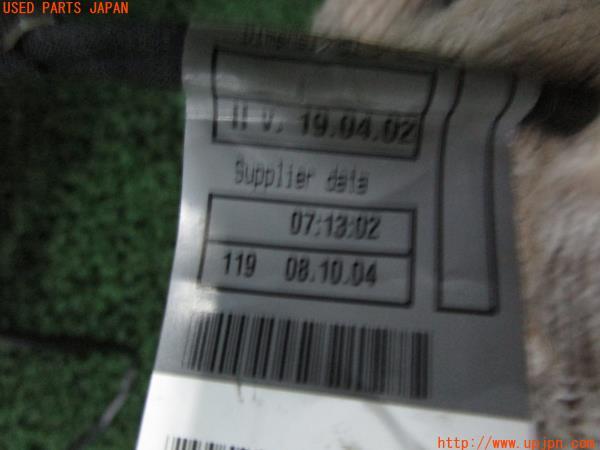 USED PARTS JAPAN
V. 19.04.02
Supplier data
07:13:02
119 08.10.04
http://www.upjpn.com